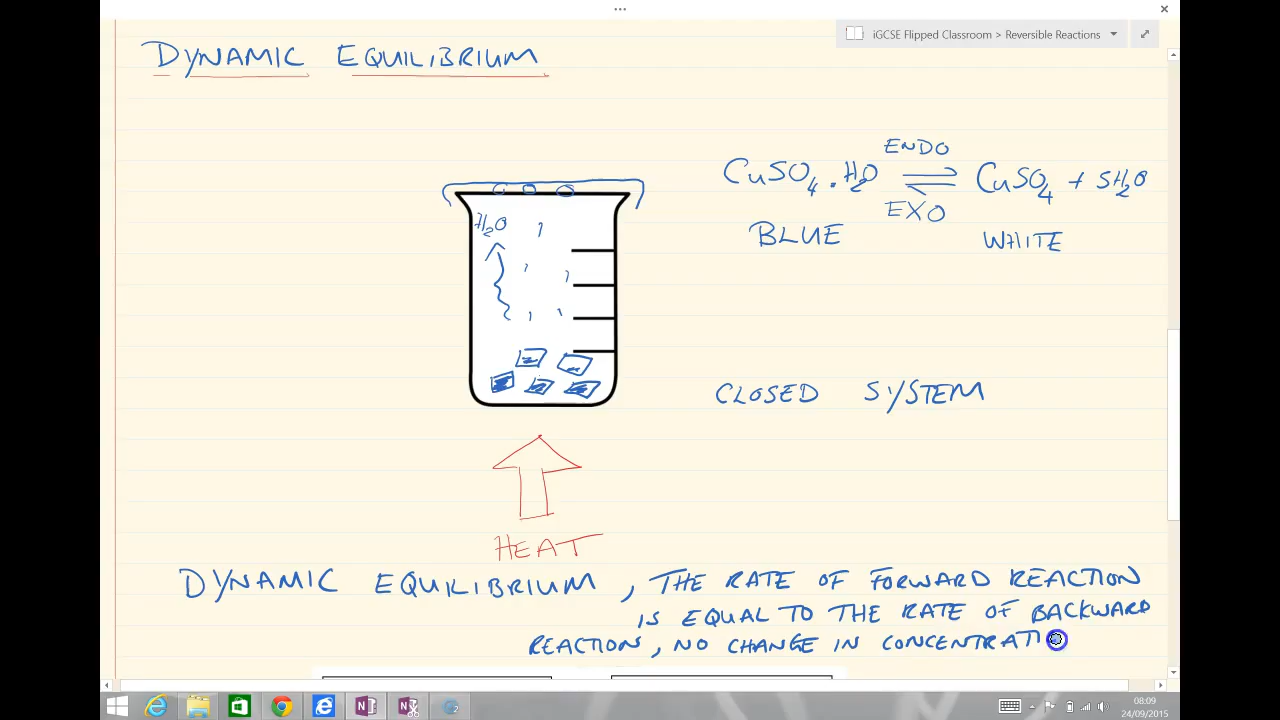 iGCSE Flipped Classroom > Reversible Reactions
DYNAMIC EQUILIBRIUM
ENDO
CuSO₄.H₂O ⇌ CuSO₄ + 5H₂O
EXO
BLUE WHITE
H₂O
CLOSED SYSTEM
HEAT
DYNAMIC EQUILIBRIUM, THE RATE OF FORWARD REACTION
IS EQUAL TO THE RATE OF BACKWARD
REACTION, NO CHANGE IN CONCENTRATI
08:09
24/09/2015